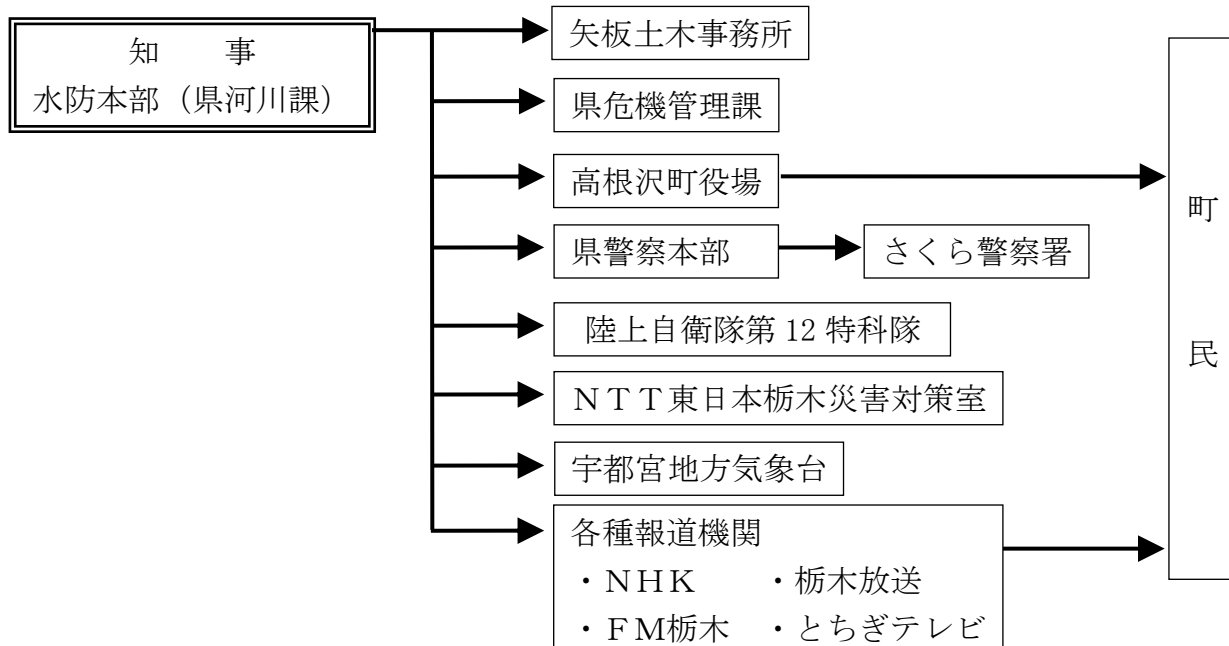 知　　事
水防本部（県河川課）
矢板土木事務所
県危機管理課
高根沢町役場
県警察本部
さくら警察署
陸上自衛隊第 12 特科隊
ＮＴＴ東日本栃木災害対策室
宇都宮地方気象台
各種報道機関
・ＮＨＫ　　・栃木放送
・ＦＭ栃木　・とちぎテレビ
町民